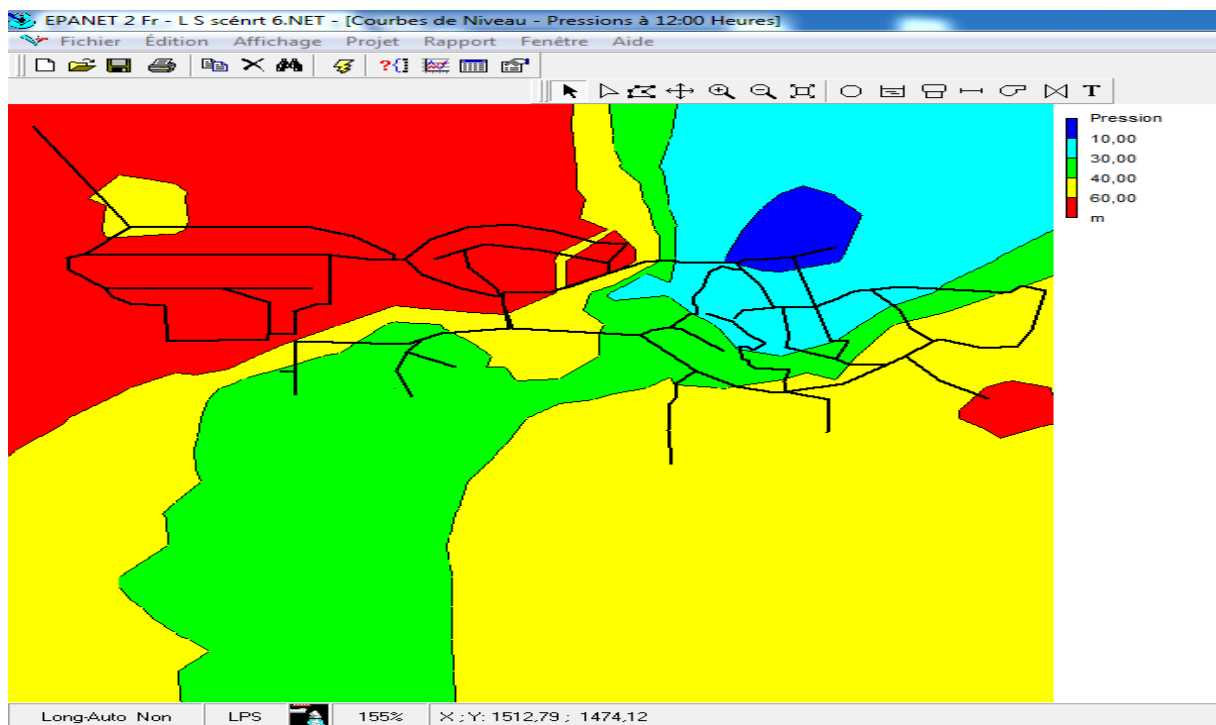 EPANET 2 Fr - L S scénrt 6.NET - [Courbes de Niveau - Pressions à 12:00 Heures]
Fichier Édition Affichage Projet Rapport Fenêtre Aide
T
Pression
10,00
30,00
40,00
60,00
m
Long-Auto Non LPS 155% X ; Y: 1512,79 ; 1474,12